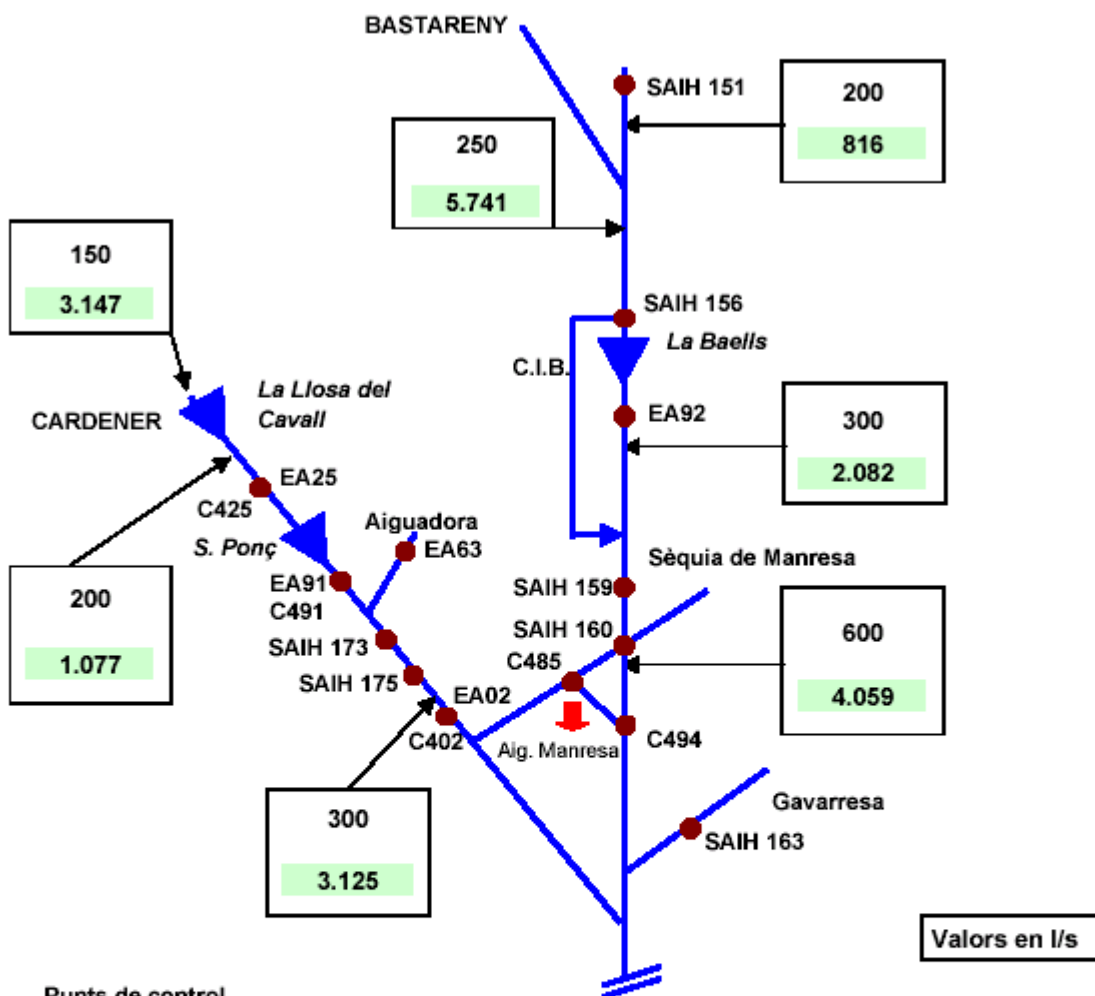 BASTARENY
SAIH 151
200
816
250
5.741
150
3.147
SAIH 156
La Baells
C.I.B.
La Llosa del
Cavall
CARDENER
EA92
300
2.082
EA25
C425
Aiguadora
EA63
S. Ponç
Sèquia de Manresa
EA91
C491
SAIH 159
200
1.077
SAIH 173
SAIH 160
600
4.059
C485
SAIH 175
EA02
C402
Aig. Manresa
C494
Gavarresa
300
3.125
SAIH 163
Valors en l/s
Punts de control